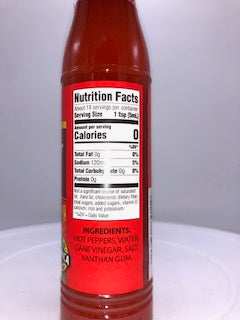 Nutrition Facts
About 18 servings per container
Serving Size 1 tsp (5mL)
Amount per serving
Calories 0
%DV*
Total Fat 0g 0%
Sodium 120m 5%
Total Carbohy ate 0g 0%
Protein 0g
Not a significant source of saturated
fat, trans fat, cholesterol, dietary fiber,
total sugars, added sugars, vitamin D,
calcium, iron and potassium.
*%DV = Daily Value
INGREDIENTS:
HOT PEPPERS, WATER,
CANE VINEGAR, SALT,
XANTHAN GUM.